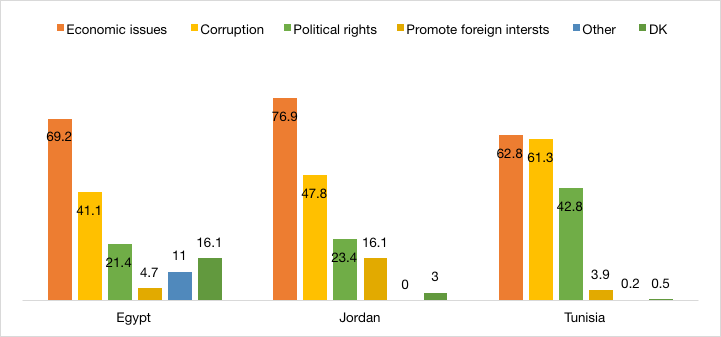 Economic issues Corruption Political rights Promote foreign intersts Other DK
69.2 41.1 21.4 4.7 11 16.1
76.9 47.8 23.4 16.1 0 3
62.8 61.3 42.8 3.9 0.2 0.5
Egypt Jordan Tunisia